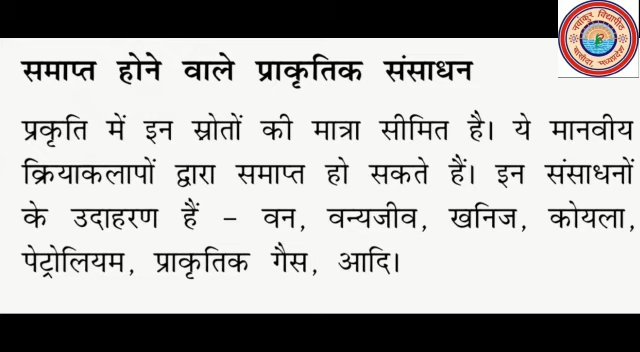 समाप्त होने वाले प्राकृतिक संसाधन
प्रकृति में इन स्रोतों की मात्रा सीमित है। ये मानवीय
क्रियाकलापों द्वारा समाप्त हो सकते हैं। इन संसाधनों
के उदाहरण हैं – वन, वन्यजीव, खनिज, कोयला,
पेट्रोलियम, प्राकृतिक गैस, आदि।